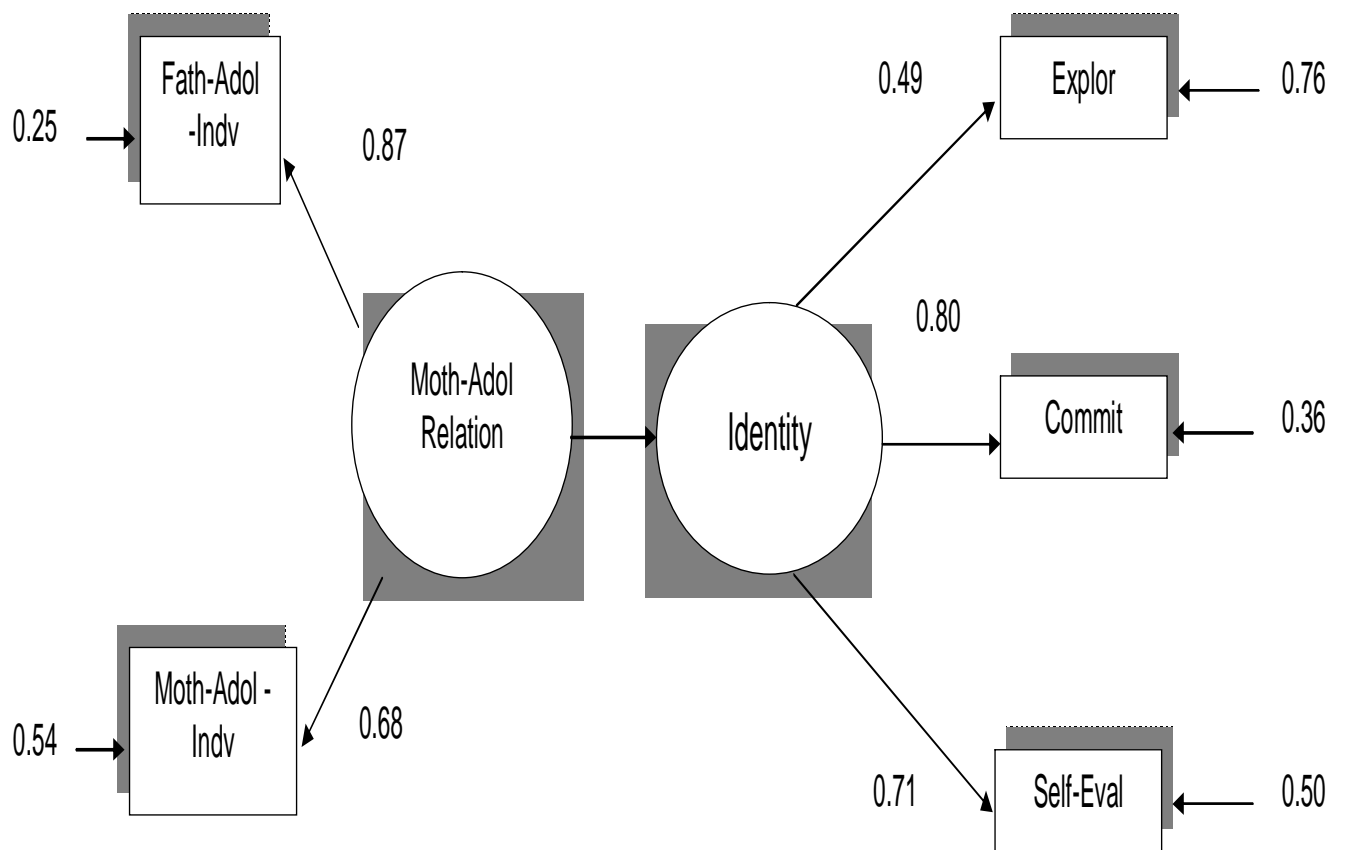 Fath-Adol
-Indv
0.25
0.87
Moth-Adol
Relation
Moth-Adol -
Indv
0.54
0.68
Identity
0.49
Explor
0.76
0.80
Commit
0.36
0.71
Self-Eval
0.50